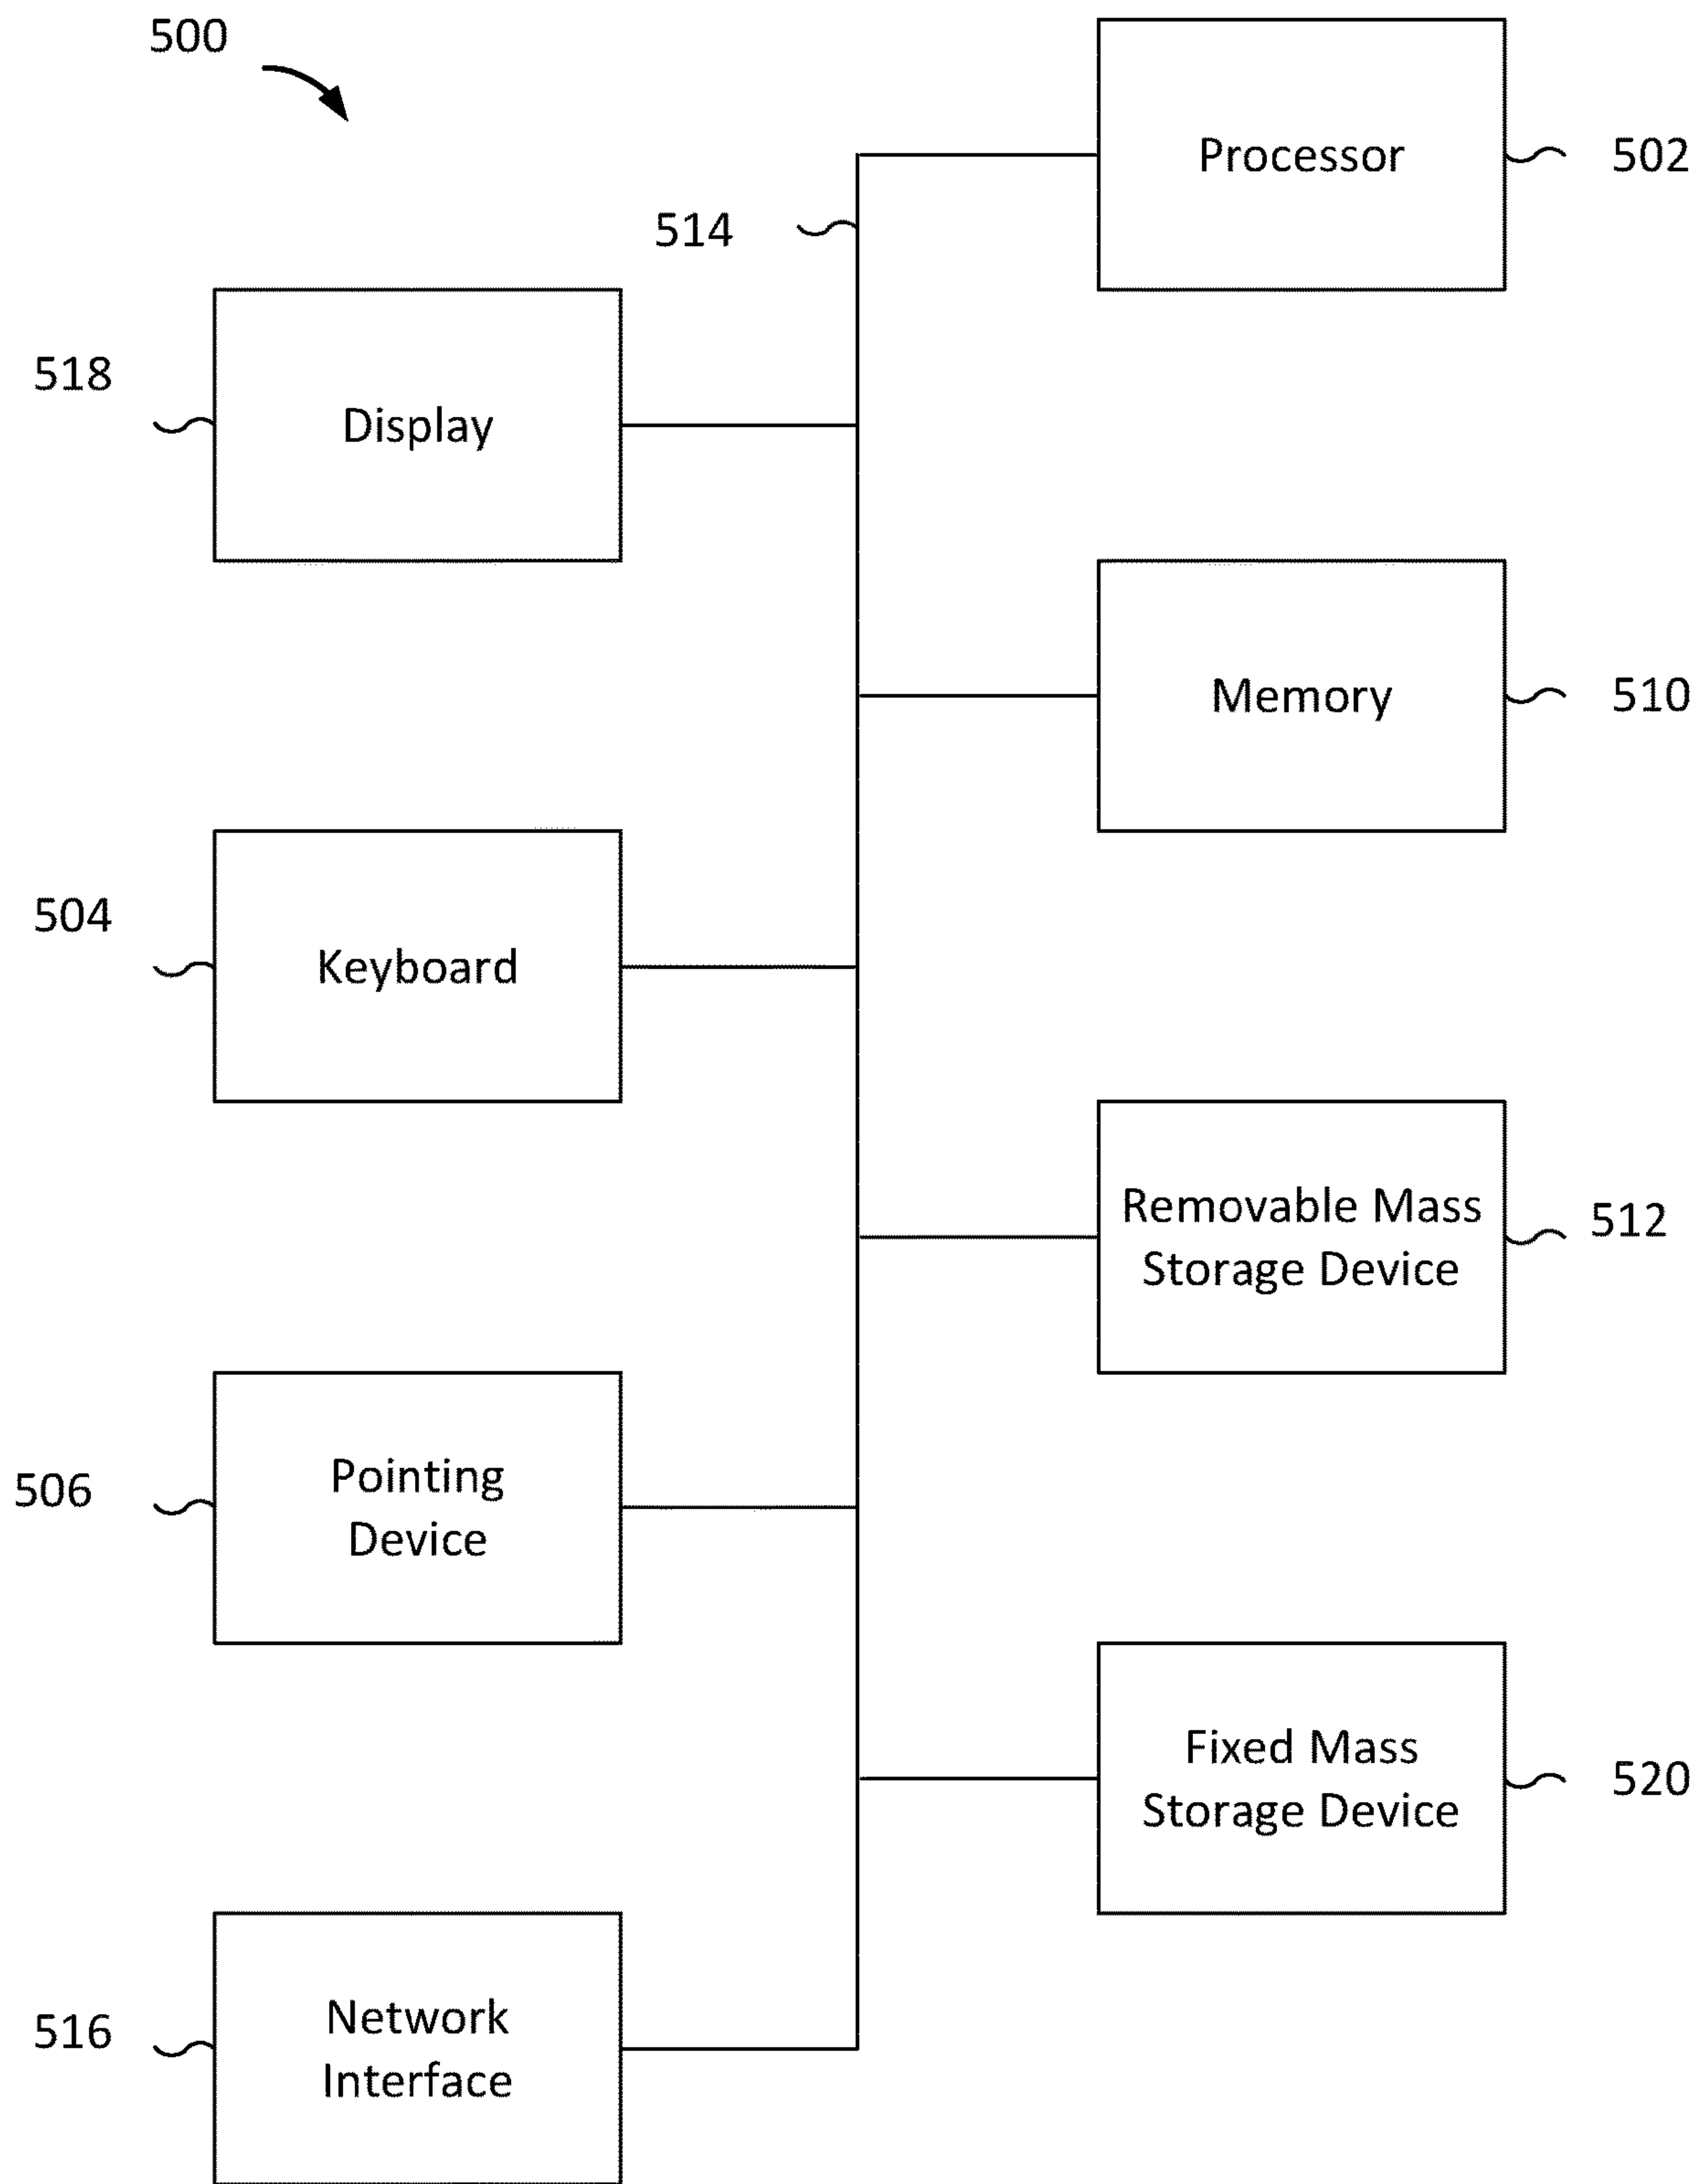 500
Processor
502
514
518
Display
Memory
510
504
Keyboard
Removable Mass
Storage Device
512
506
Pointing
Device
Fixed Mass
Storage Device
520
516
Network
Interface